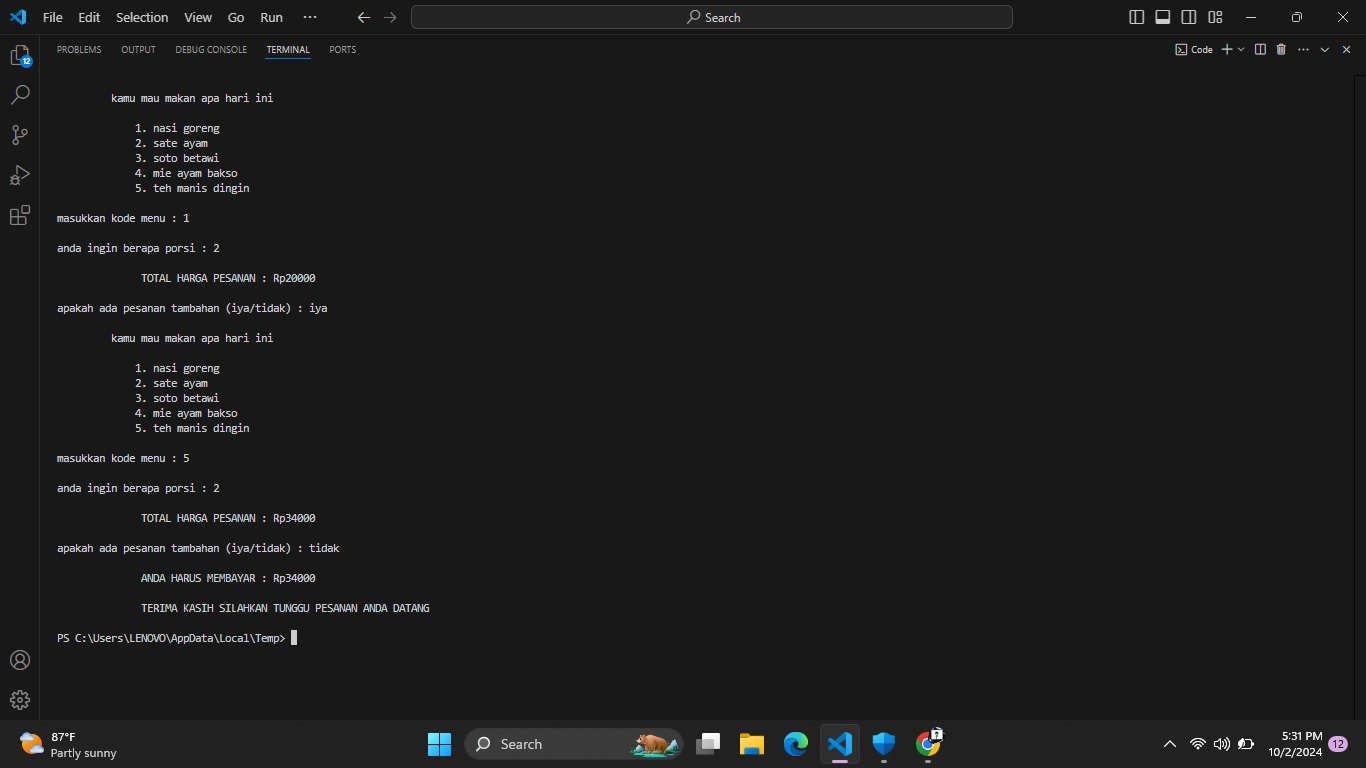 File Edit Selection View Go Run ··· Search
PROBLEMS OUTPUT DEBUG CONSOLE TERMINAL PORTS Code
12
kamu mau makan apa hari ini
1. nasi goreng
2. sate ayam
3. soto betawi
4. mie ayam bakso
5. teh manis dingin
masukkan kode menu : 1
anda ingin berapa porsi : 2
TOTAL HARGA PESANAN : Rp20000
apakah ada pesanan tambahan (iya/tidak) : iya
kamu mau makan apa hari ini
1. nasi goreng
2. sate ayam
3. soto betawi
4. mie ayam bakso
5. teh manis dingin
masukkan kode menu : 5
anda ingin berapa porsi : 2
TOTAL HARGA PESANAN : Rp34000
apakah ada pesanan tambahan (iya/tidak) : tidak
ANDA HARUS MEMBAYAR : Rp34000
TERIMA KASIH SILAHKAN TUNGGU PESANAN ANDA DATANG
PS C:\Users\LENOVO\AppData\Local\Temp>
87°F
Partly sunny
Search
5:31 PM
10/2/2024
12